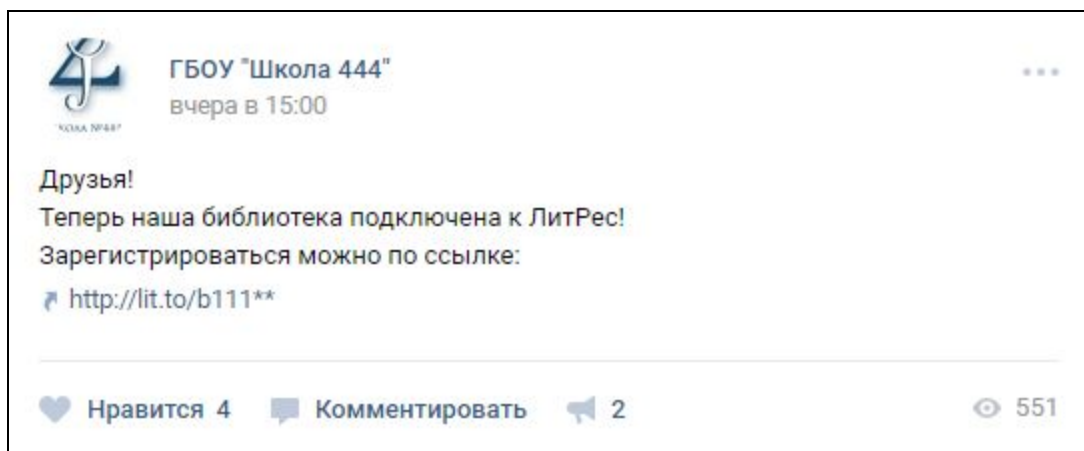 ГБОУ "Школа 444"
вчера в 15:00
Друзья!
Теперь наша библиотека подключена к ЛитРес!
Зарегистрироваться можно по ссылке:
http://lit.to/b111**
Нравится 4 Комментировать 2 551